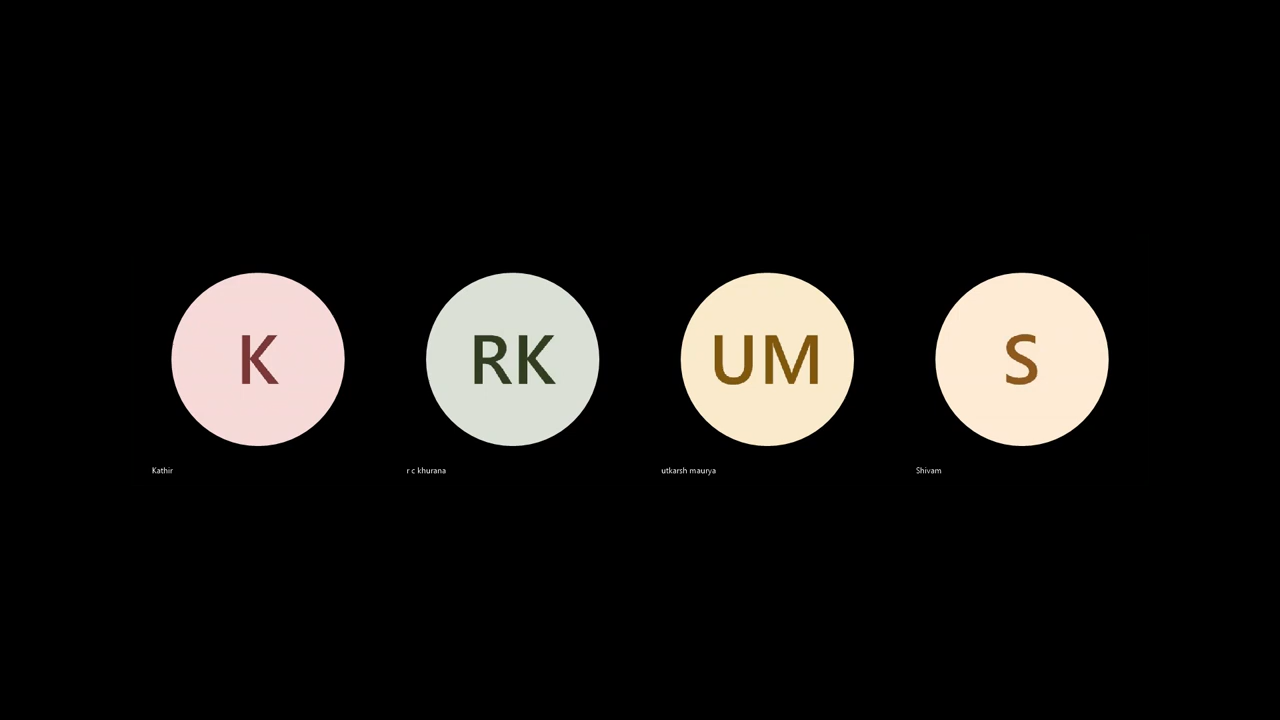 K
RK
UM
S
Kathir
r c khurana
utkarsh maurya
Shivam